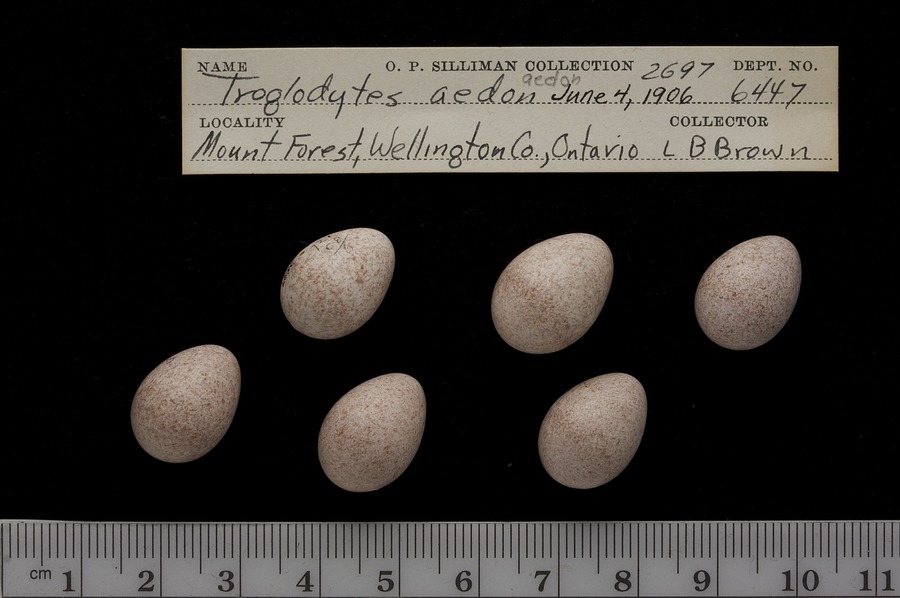 NAME O. P. SILLIMAN COLLECTION 2697 DEPT. NO.
aedon
Troglodytes aedon June 4, 1906 6447
LOCALITY COLLECTOR
Mount Forest, Wellington Co., Ontario L B Brown
cm 1 2 3 4 5 6 7 8 9 10 11